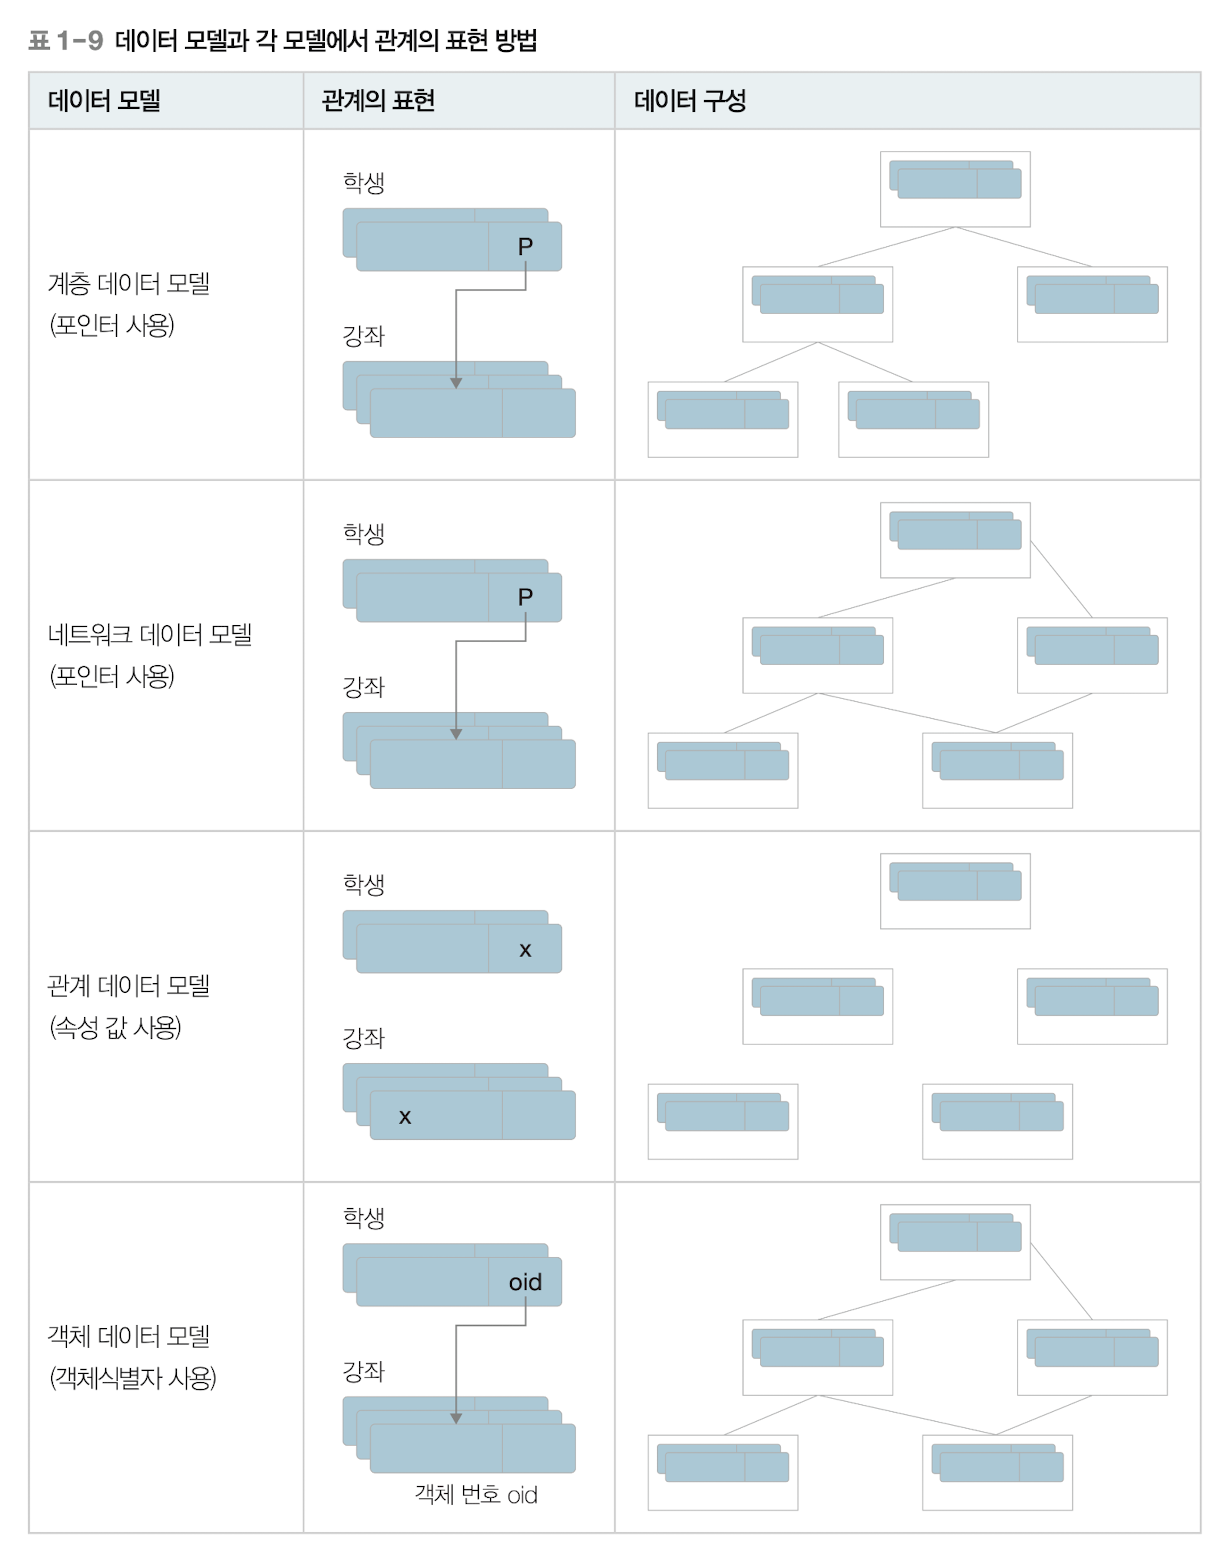 표 1-9 데이터 모델과 각 모델에서 관계의 표현 방법
데이터 모델 관계의 표현 데이터 구성
계층 데이터 모델
(포인터 사용)
학생
P
강좌
네트워크 데이터 모델
(포인터 사용)
학생
P
강좌
관계 데이터 모델
(속성 값 사용)
학생
x
강좌
x
객체 데이터 모델
(객체식별자 사용)
학생
oid
강좌
객체 번호 oid